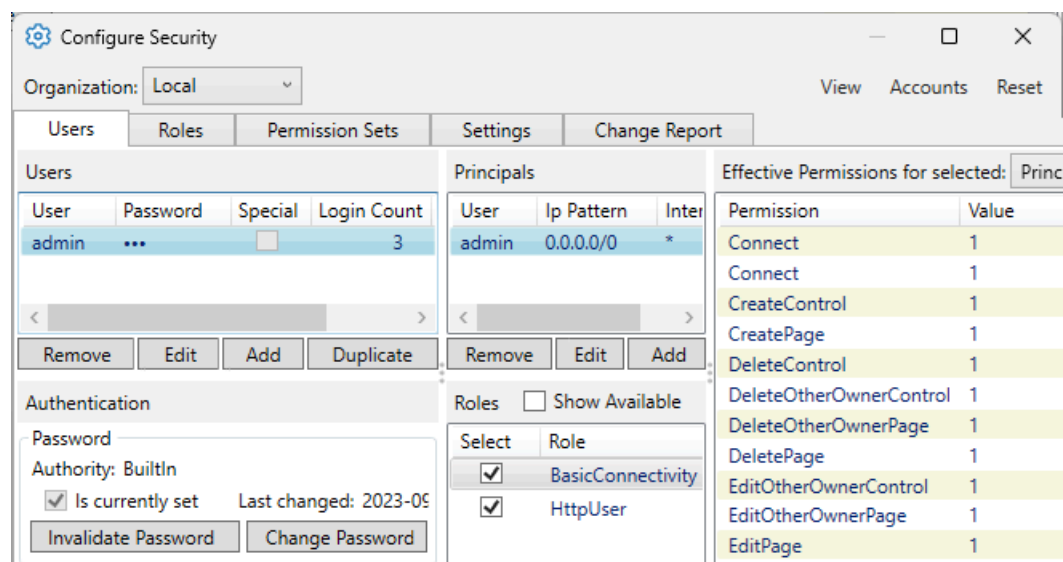 Configure Security
Organization: Local
View Accounts Reset
Users Roles Permission Sets Settings Change Report
Users
User Password Special Login Count
admin ••• 3
Remove Edit Add Duplicate
Authentication
Password
Authority: BuiltIn
Is currently set Last changed: 2023-09
Invalidate Password Change Password
Principals
User Ip Pattern Inter
admin 0.0.0.0/0 *
Remove Edit Add
Roles Show Available
Select Role
BasicConnectivity
HttpUser
Effective Permissions for selected: Princ
Permission Value
Connect 1
Connect 1
CreateControl 1
CreatePage 1
DeleteControl 1
DeleteOtherOwnerControl 1
DeleteOtherOwnerPage 1
DeletePage 1
EditOtherOwnerControl 1
EditOtherOwnerPage 1
EditPage 1